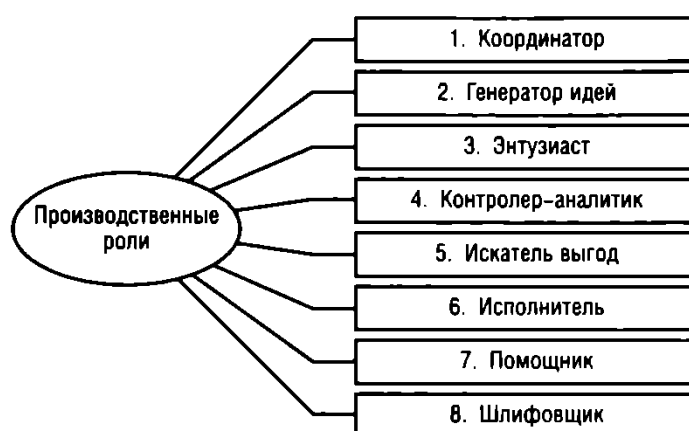 Производственные
роли
1. Координатор
2. Генератор идей
3. Энтузиаст
4. Контролер-аналитик
5. Искатель выгод
6. Исполнитель
7. Помощник
8. Шлифовщик